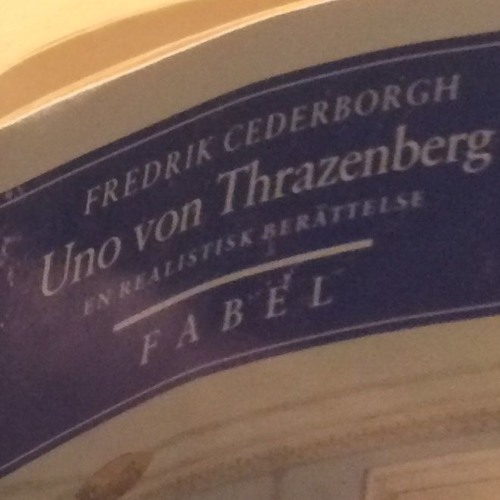 FREDRIK CEDERBORGH
Uno von Thrazenberg
EN REALISTISK BERÄTTELSE
FABEL